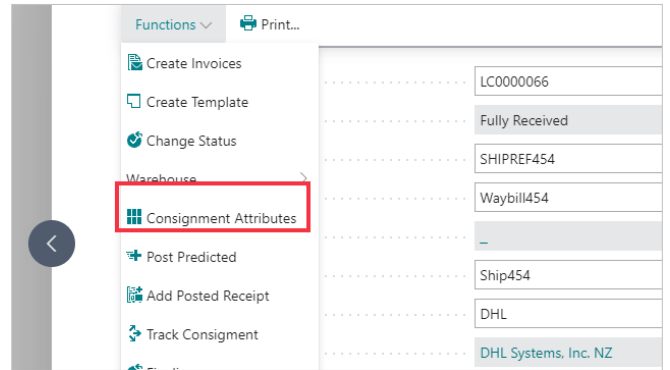 Functions
Print...
Create Invoices
LC0000066
Create Template
Fully Received
Change Status
SHIPREF454
Warehouse
Waybill454
Consignment Attributes
_
Post Predicted
Ship454
Add Posted Receipt
DHL
Track Consigment
DHL Systems, Inc. NZ